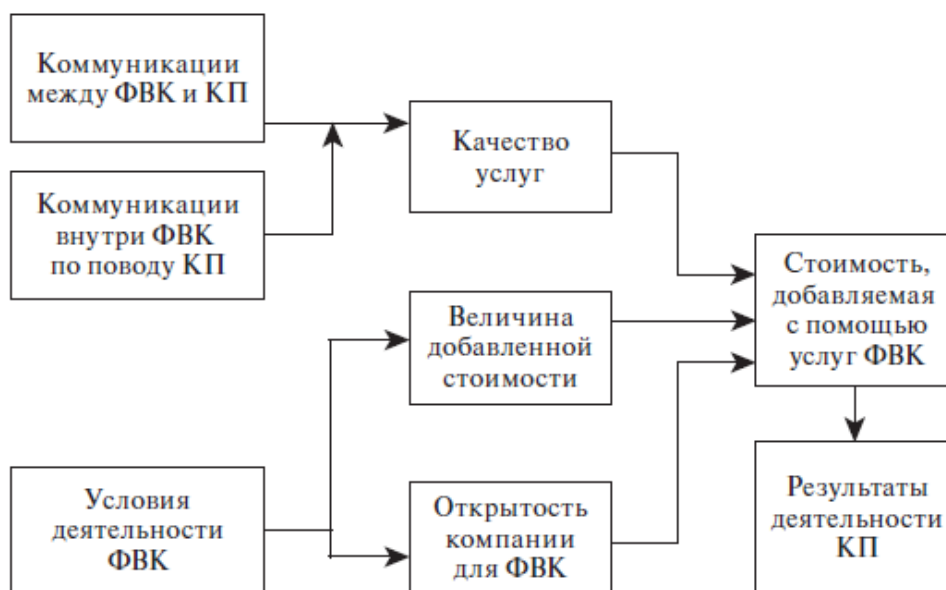 Коммуникации
между ФВК и КП
Коммуникации
внутри ФВК
по поводу КП
Условия
деятельности
ФВК
Качество
услуг
Величина
добавленной
стоимости
Открытость
компании
для ФВК
Стоимость,
добавляемая
с помощью
услуг ФВК
Результаты
деятельности
КП